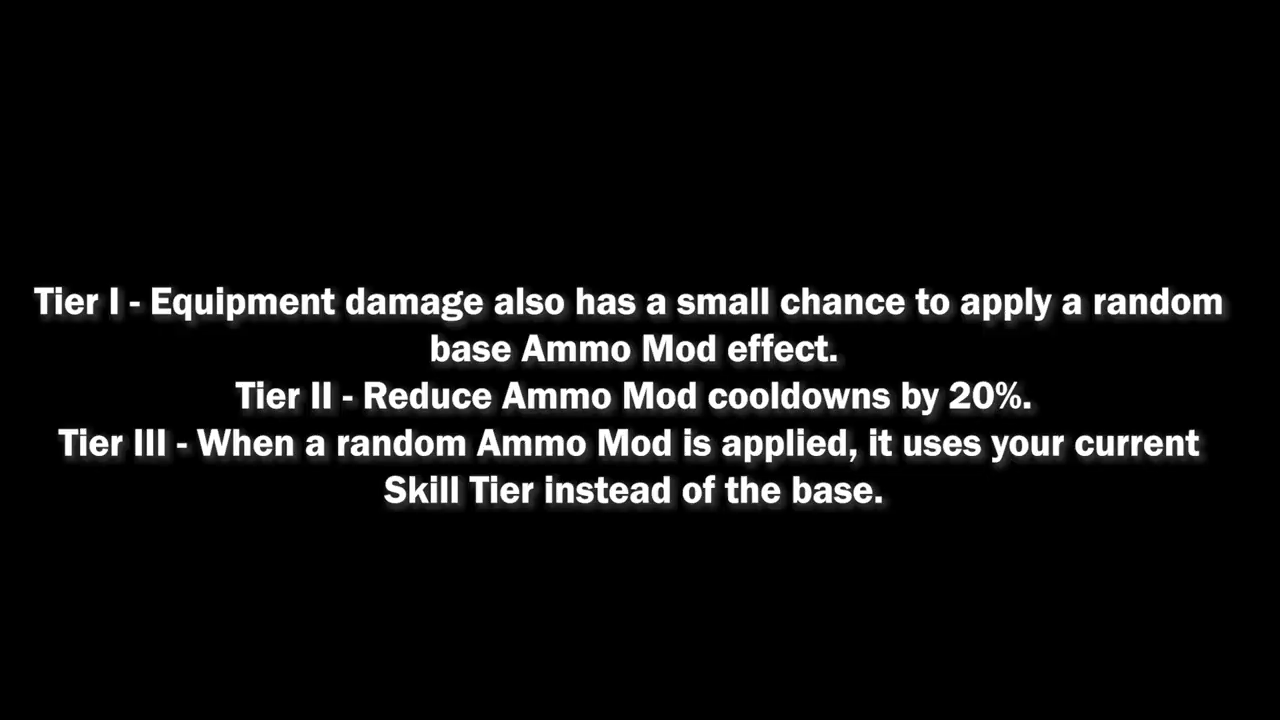 Tier I - Equipment damage also has a small chance to apply a random
base Ammo Mod effect.
Tier II - Reduce Ammo Mod cooldowns by 20%.
Tier III - When a random Ammo Mod is applied, it uses your current
Skill Tier instead of the base.